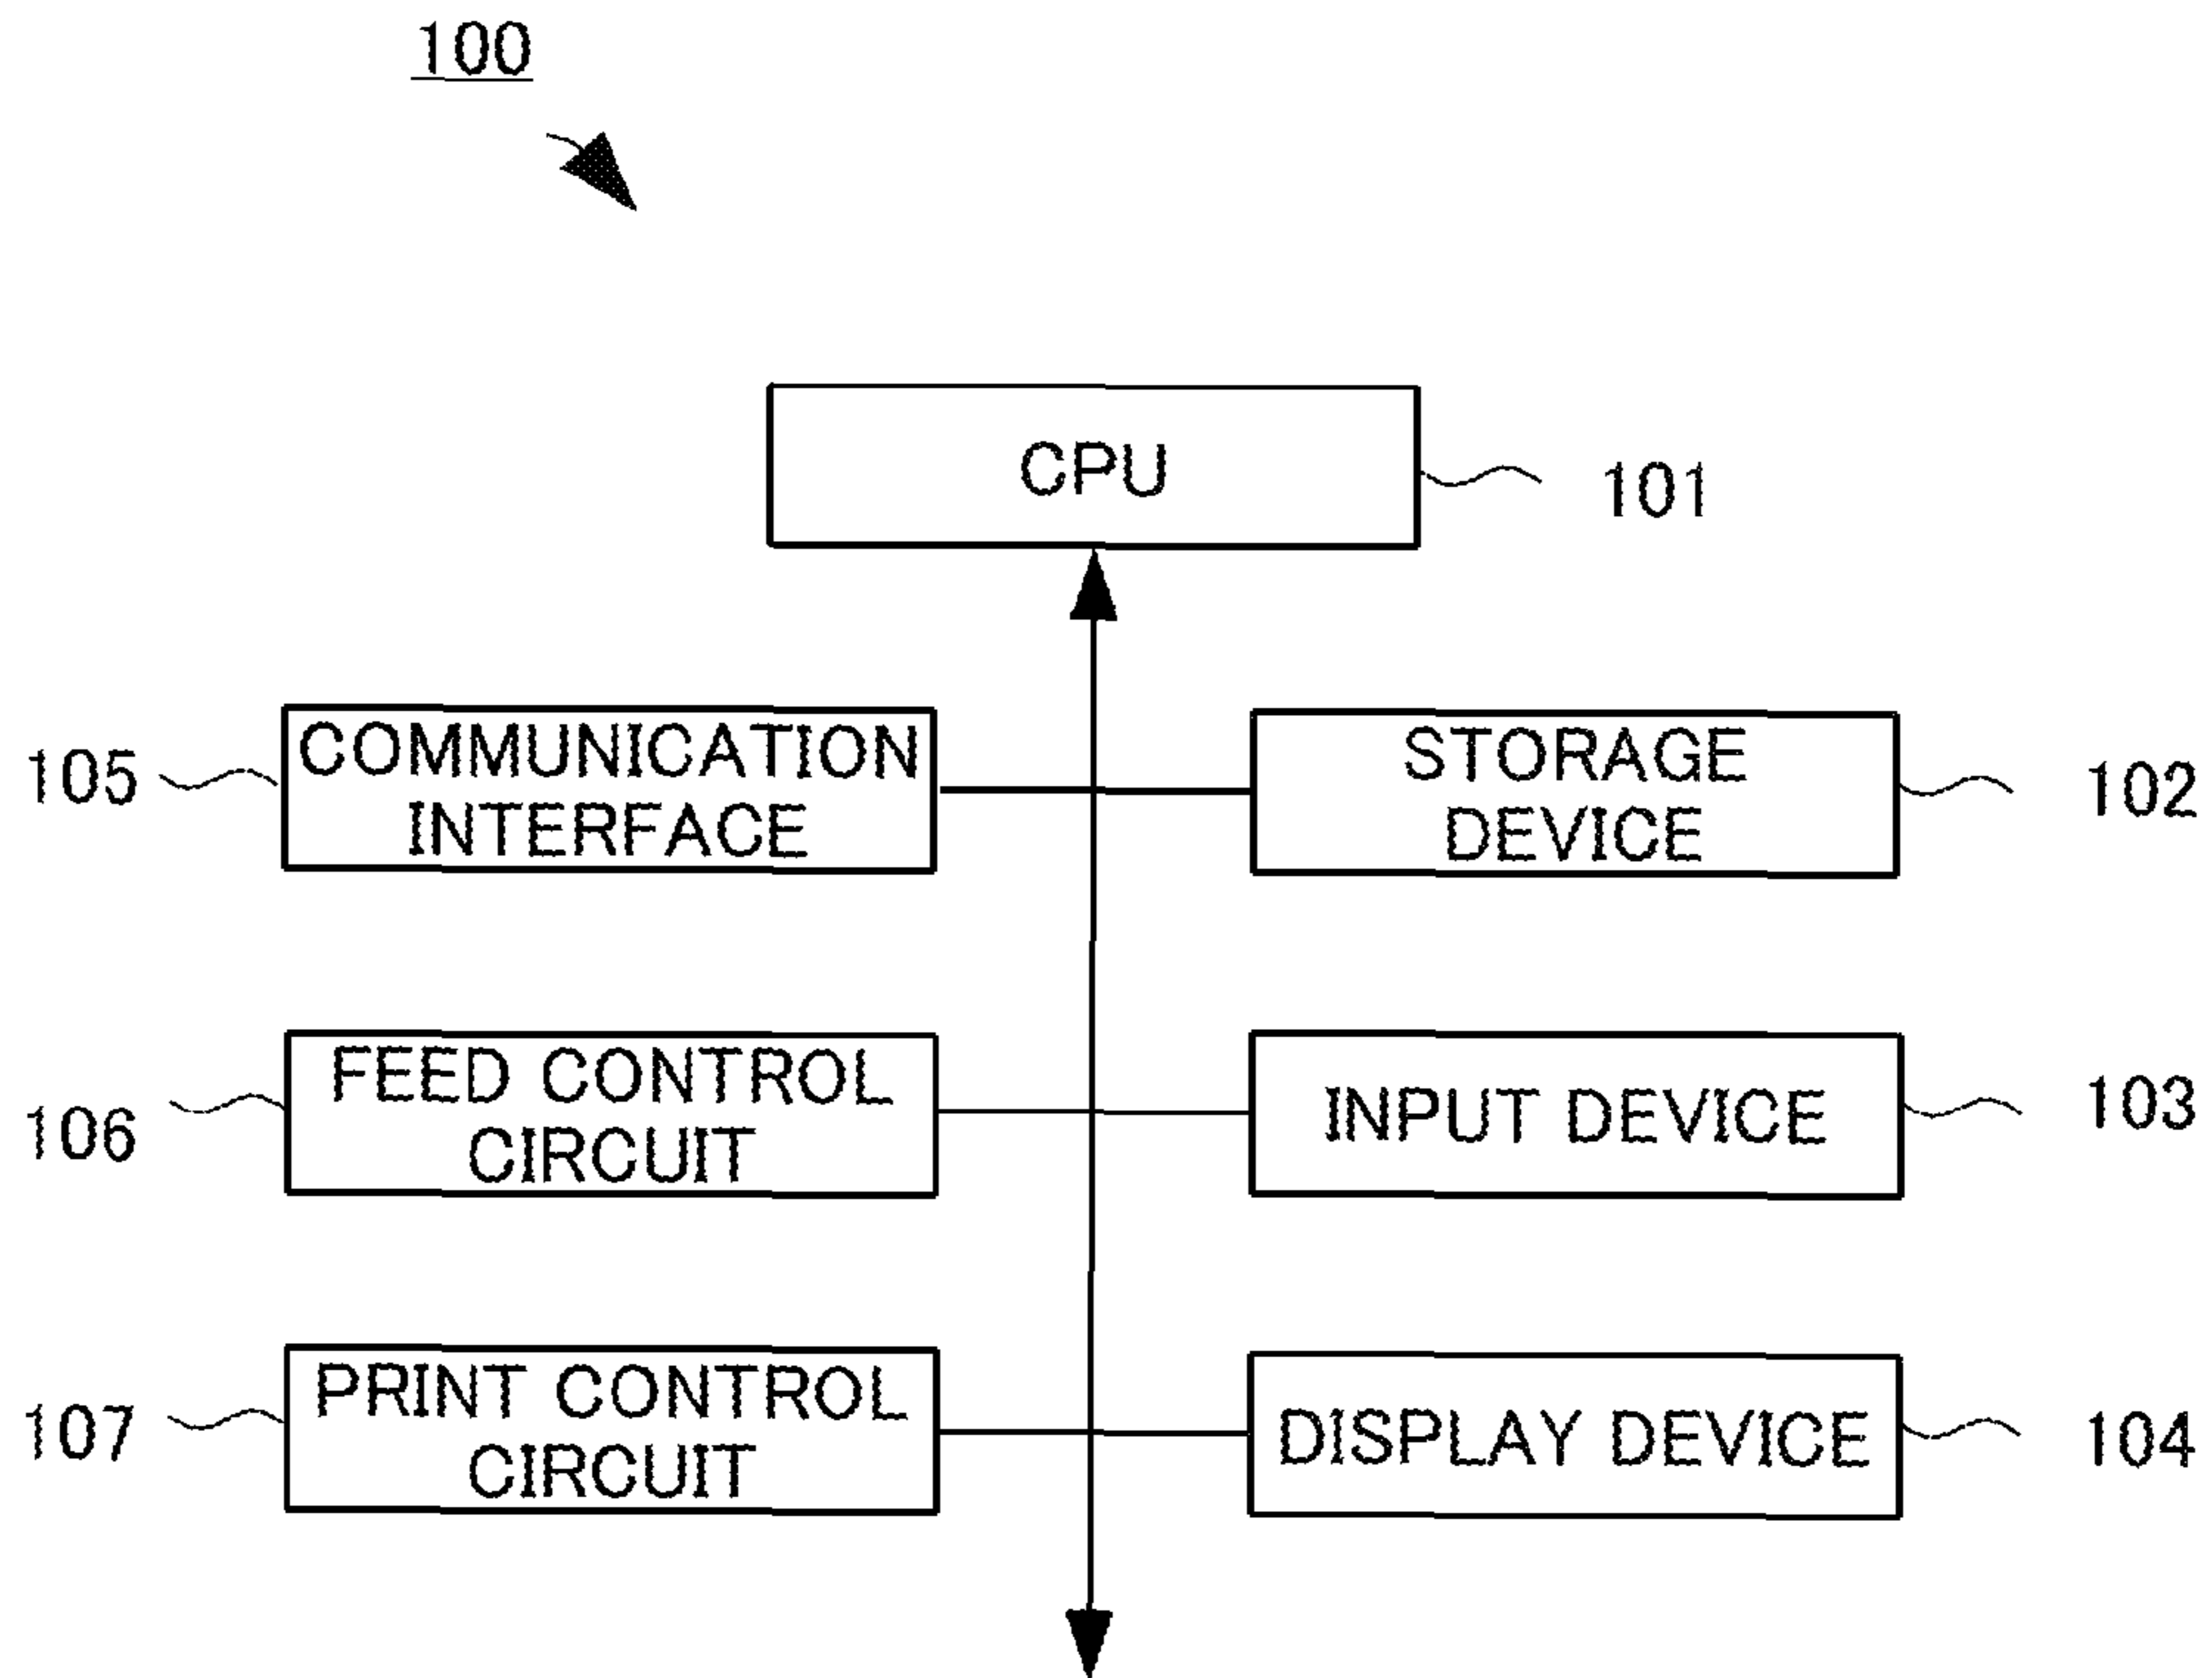 100
CPU
101
105
COMMUNICATION
INTERFACE
STORAGE
DEVICE
102
106
FEED CONTROL
CIRCUIT
INPUT DEVICE
103
107
PRINT CONTROL
CIRCUIT
DISPLAY DEVICE
104